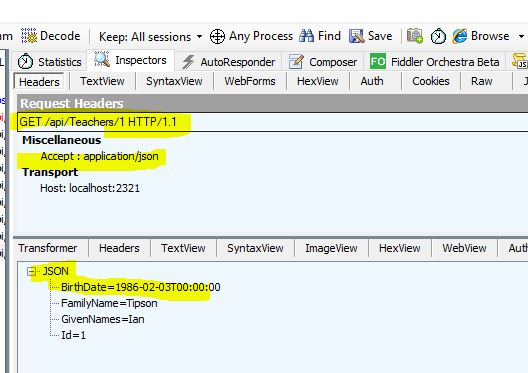 am Decode Keep: All sessions Any Process Find Save Browse
Statistics Inspectors AutoResponder Composer FO Fiddler Orchestra Beta JS
Headers TextView SyntaxView WebForms HexView Auth Cookies Raw J
Request Headers
GET /api/Teachers/1 HTTP/1.1
Miscellaneous
Accept : application/json
Transport
Host: localhost:2321
Transformer Headers TextView SyntaxView ImageView HexView WebView Auth
JSON
BirthDate=1986-02-03T00:00:00
FamilyName=Tipson
GivenNames=Ian
Id=1